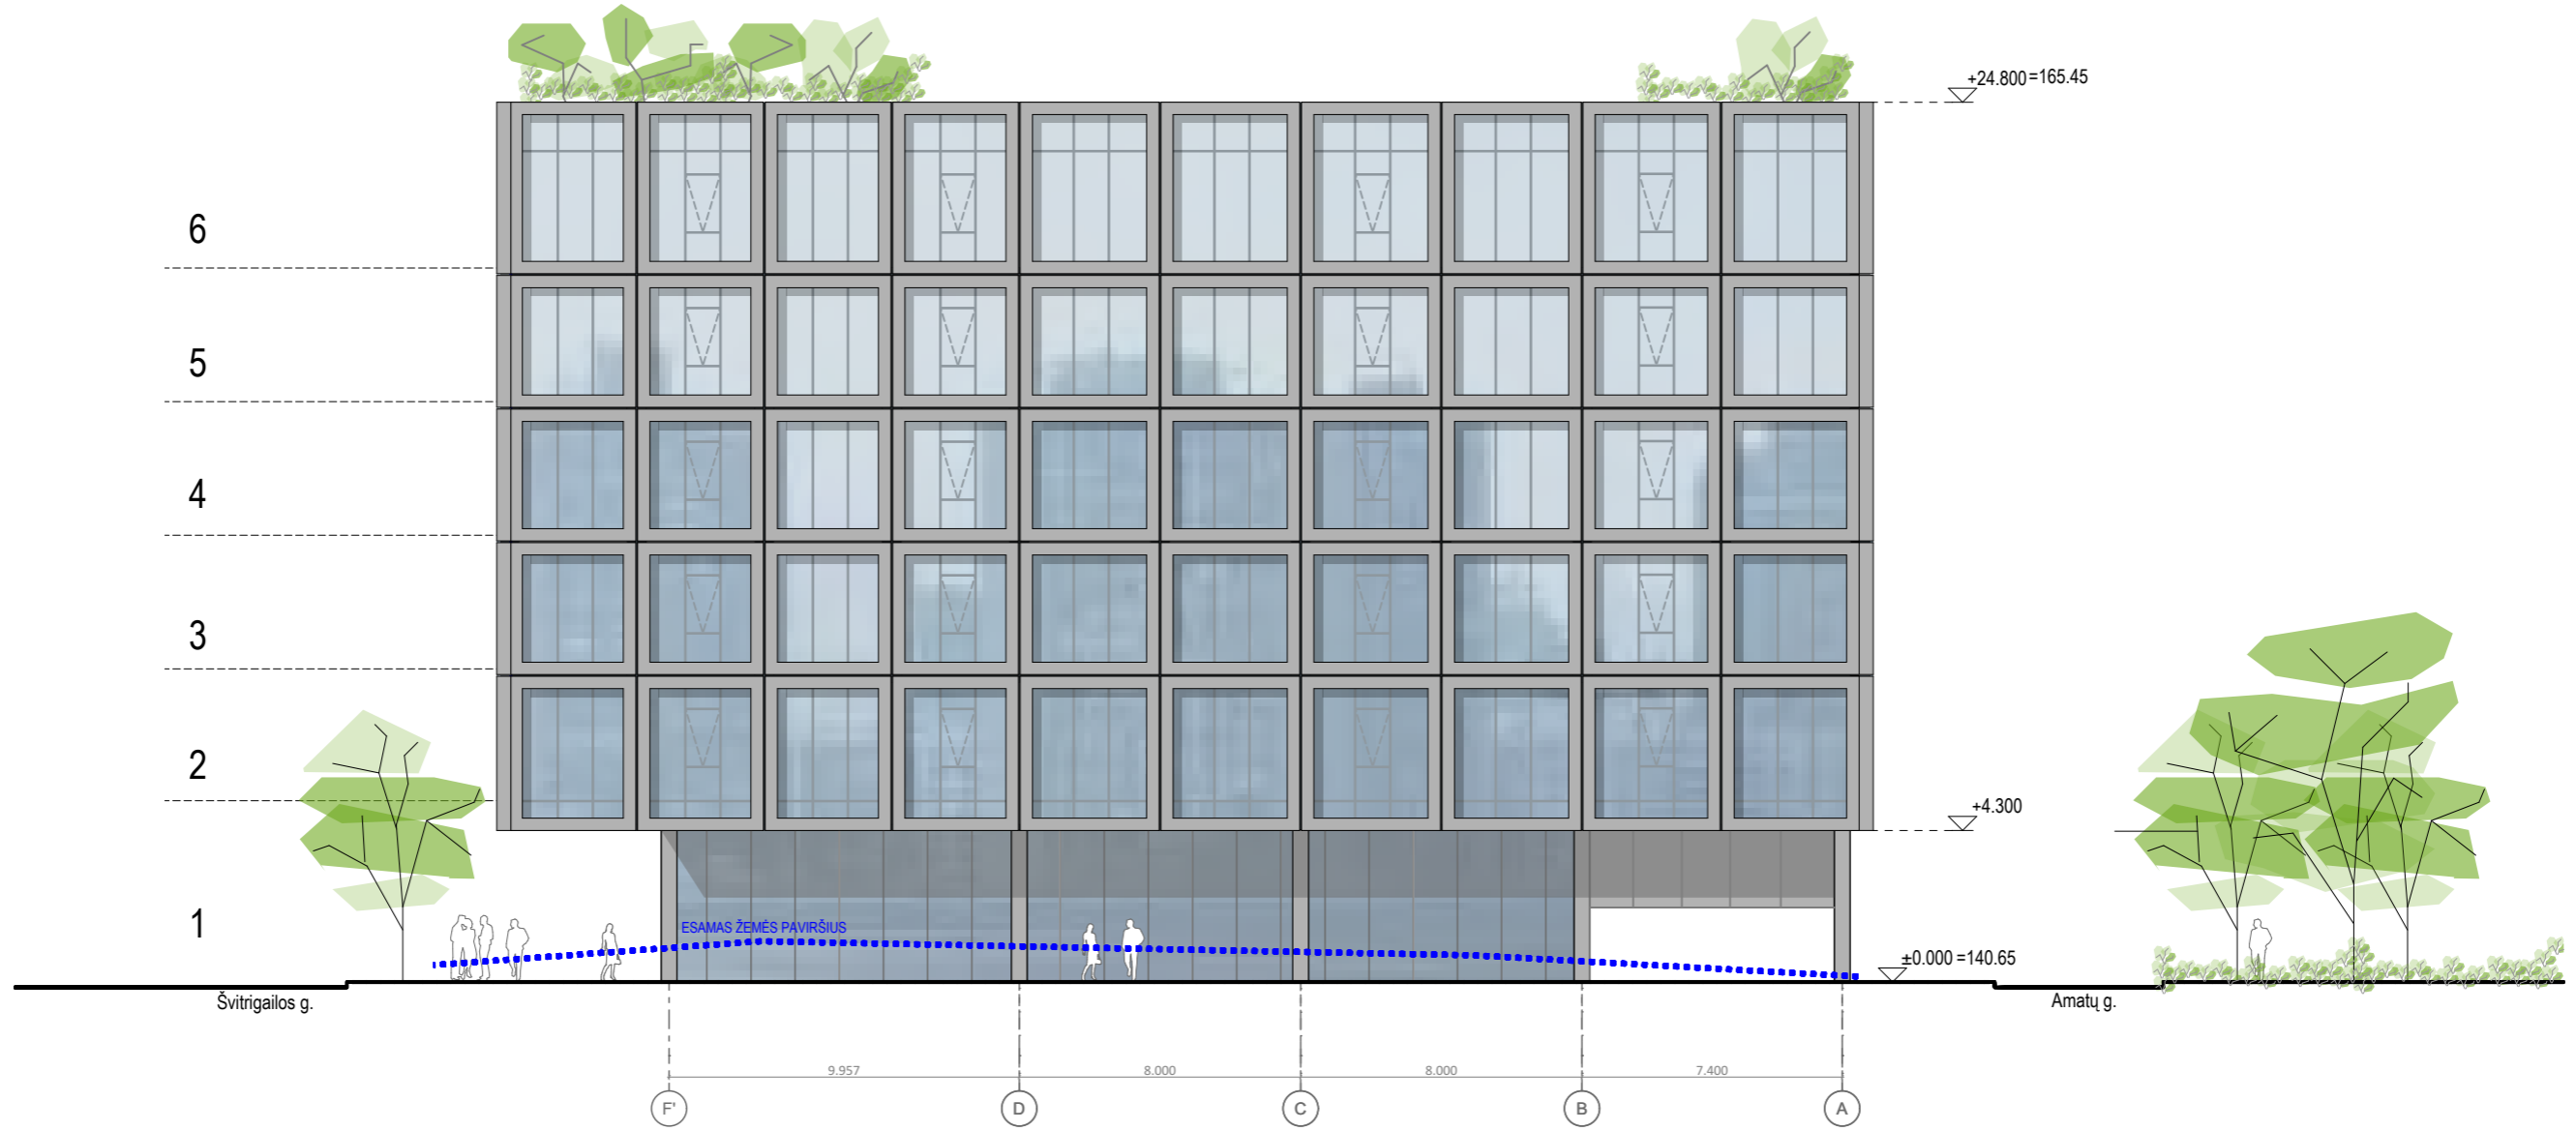 +24.800=165.45
6
5
4
3
2
+4.300
1
ESAMAS ŽEMĖS PAVIRŠIUS
±0.000=140.65
Švitrigailos g.
Amatų g.
9.957
8.000
8.000
7.400
F'
D
C
B
A